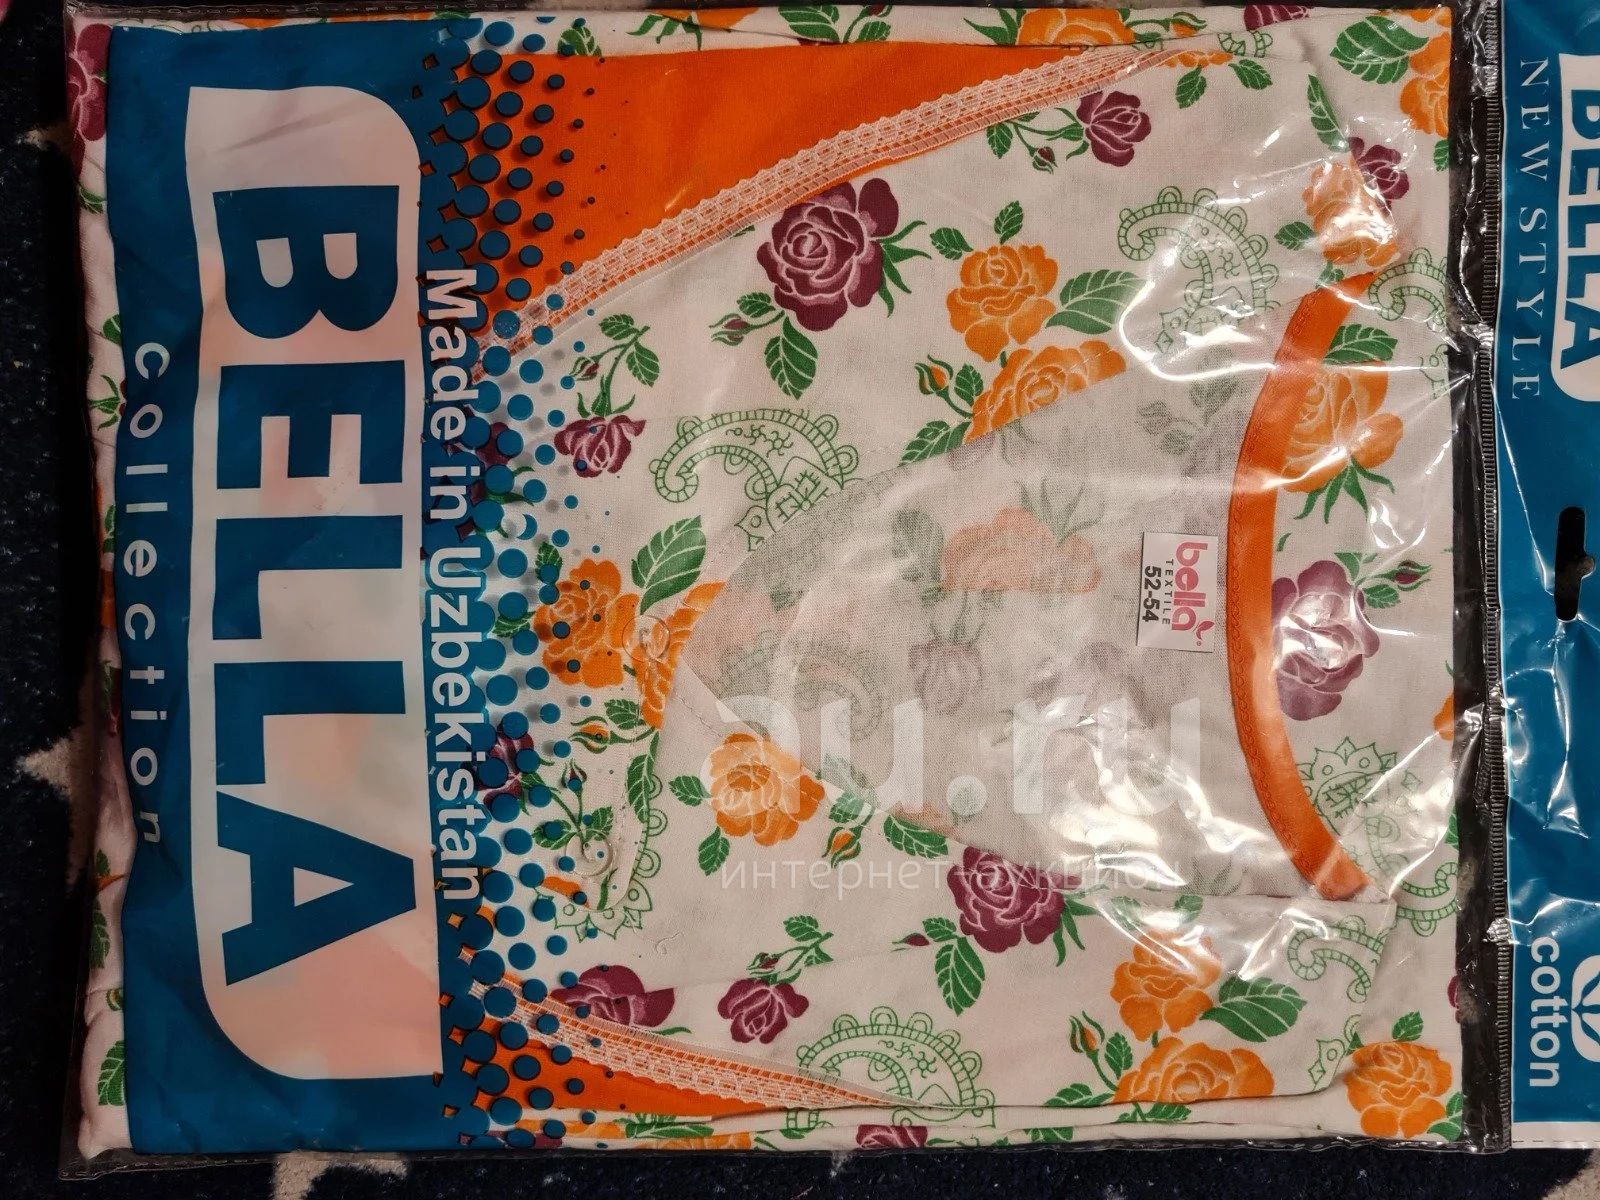 BELLA
NEW STYLE
cotton
bella
TEXTILE
52-54
au.ru
интернет-аукцион
Made in Uzbekistan
BELLA
collection